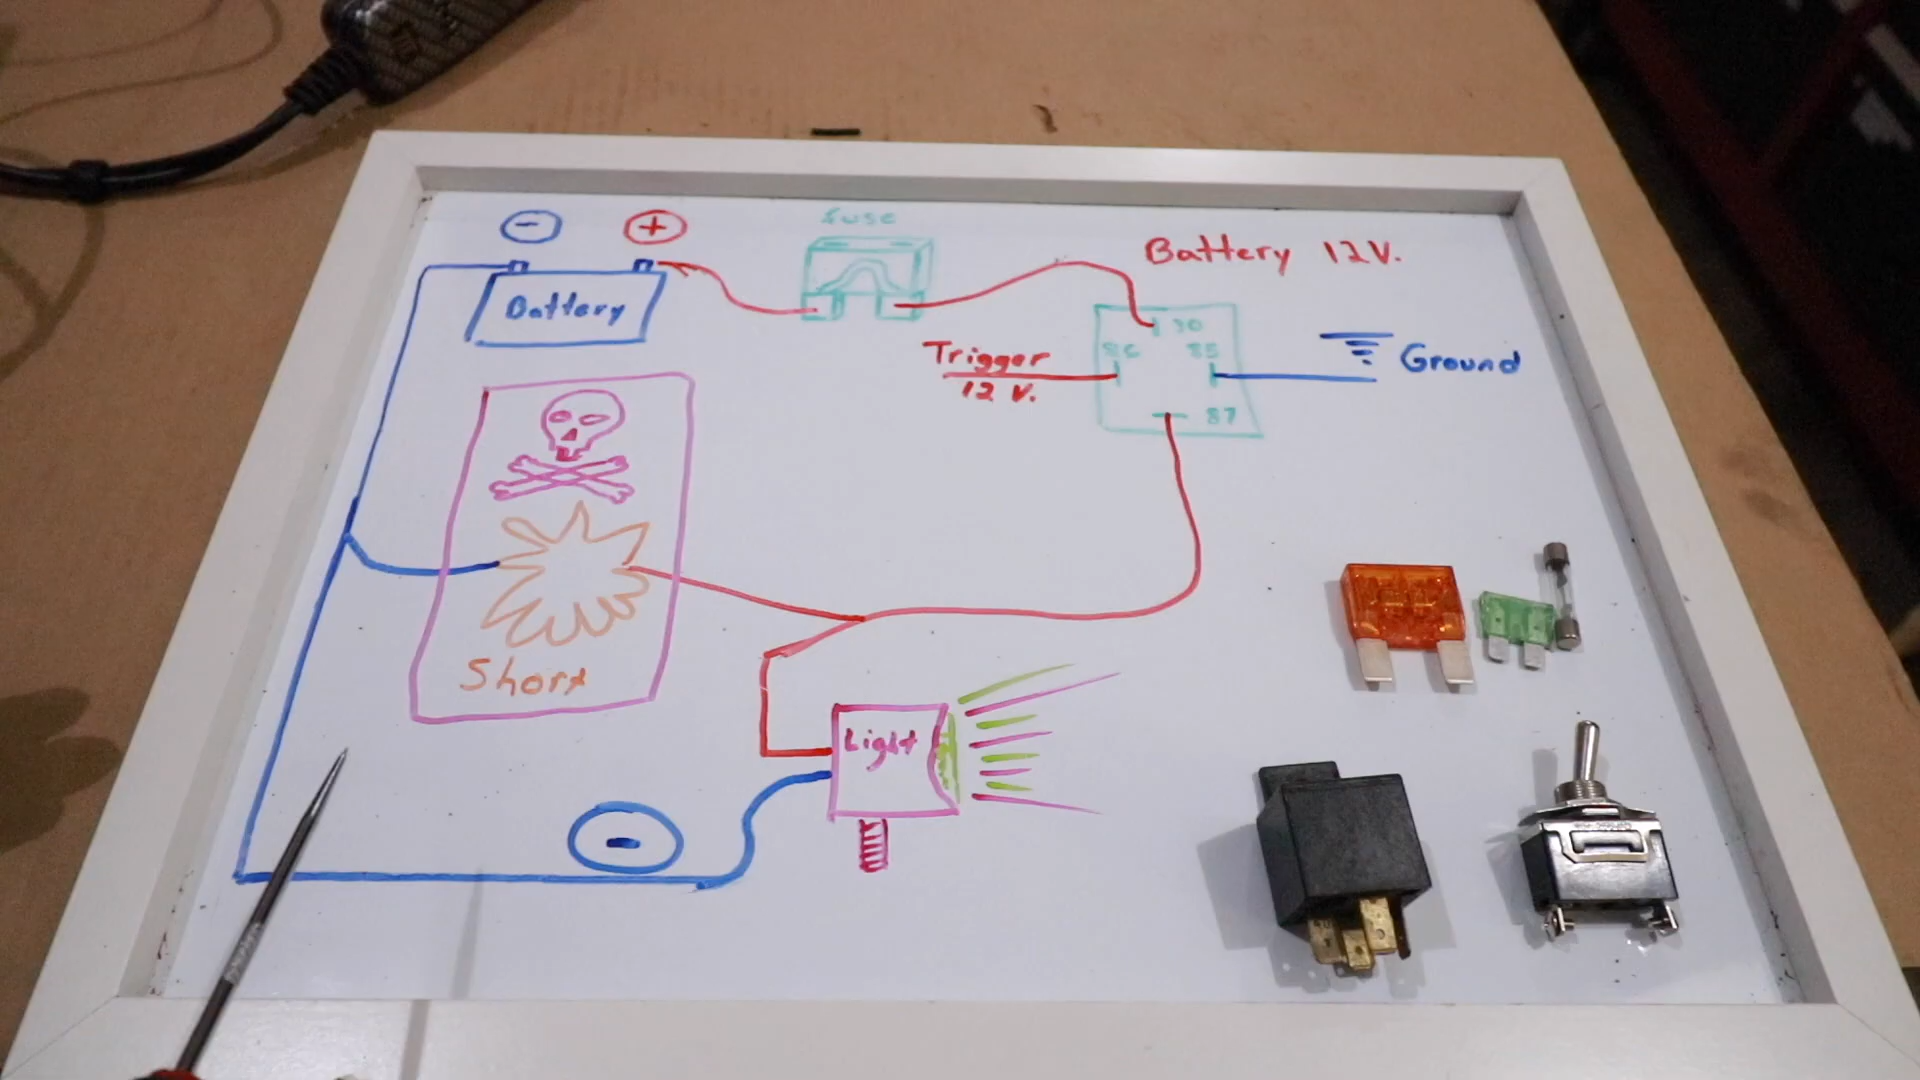 - +
fuse
Battery 12V.
Battery
30
Trigger
86 85
Ground
12 V.
87
Short
Light
-